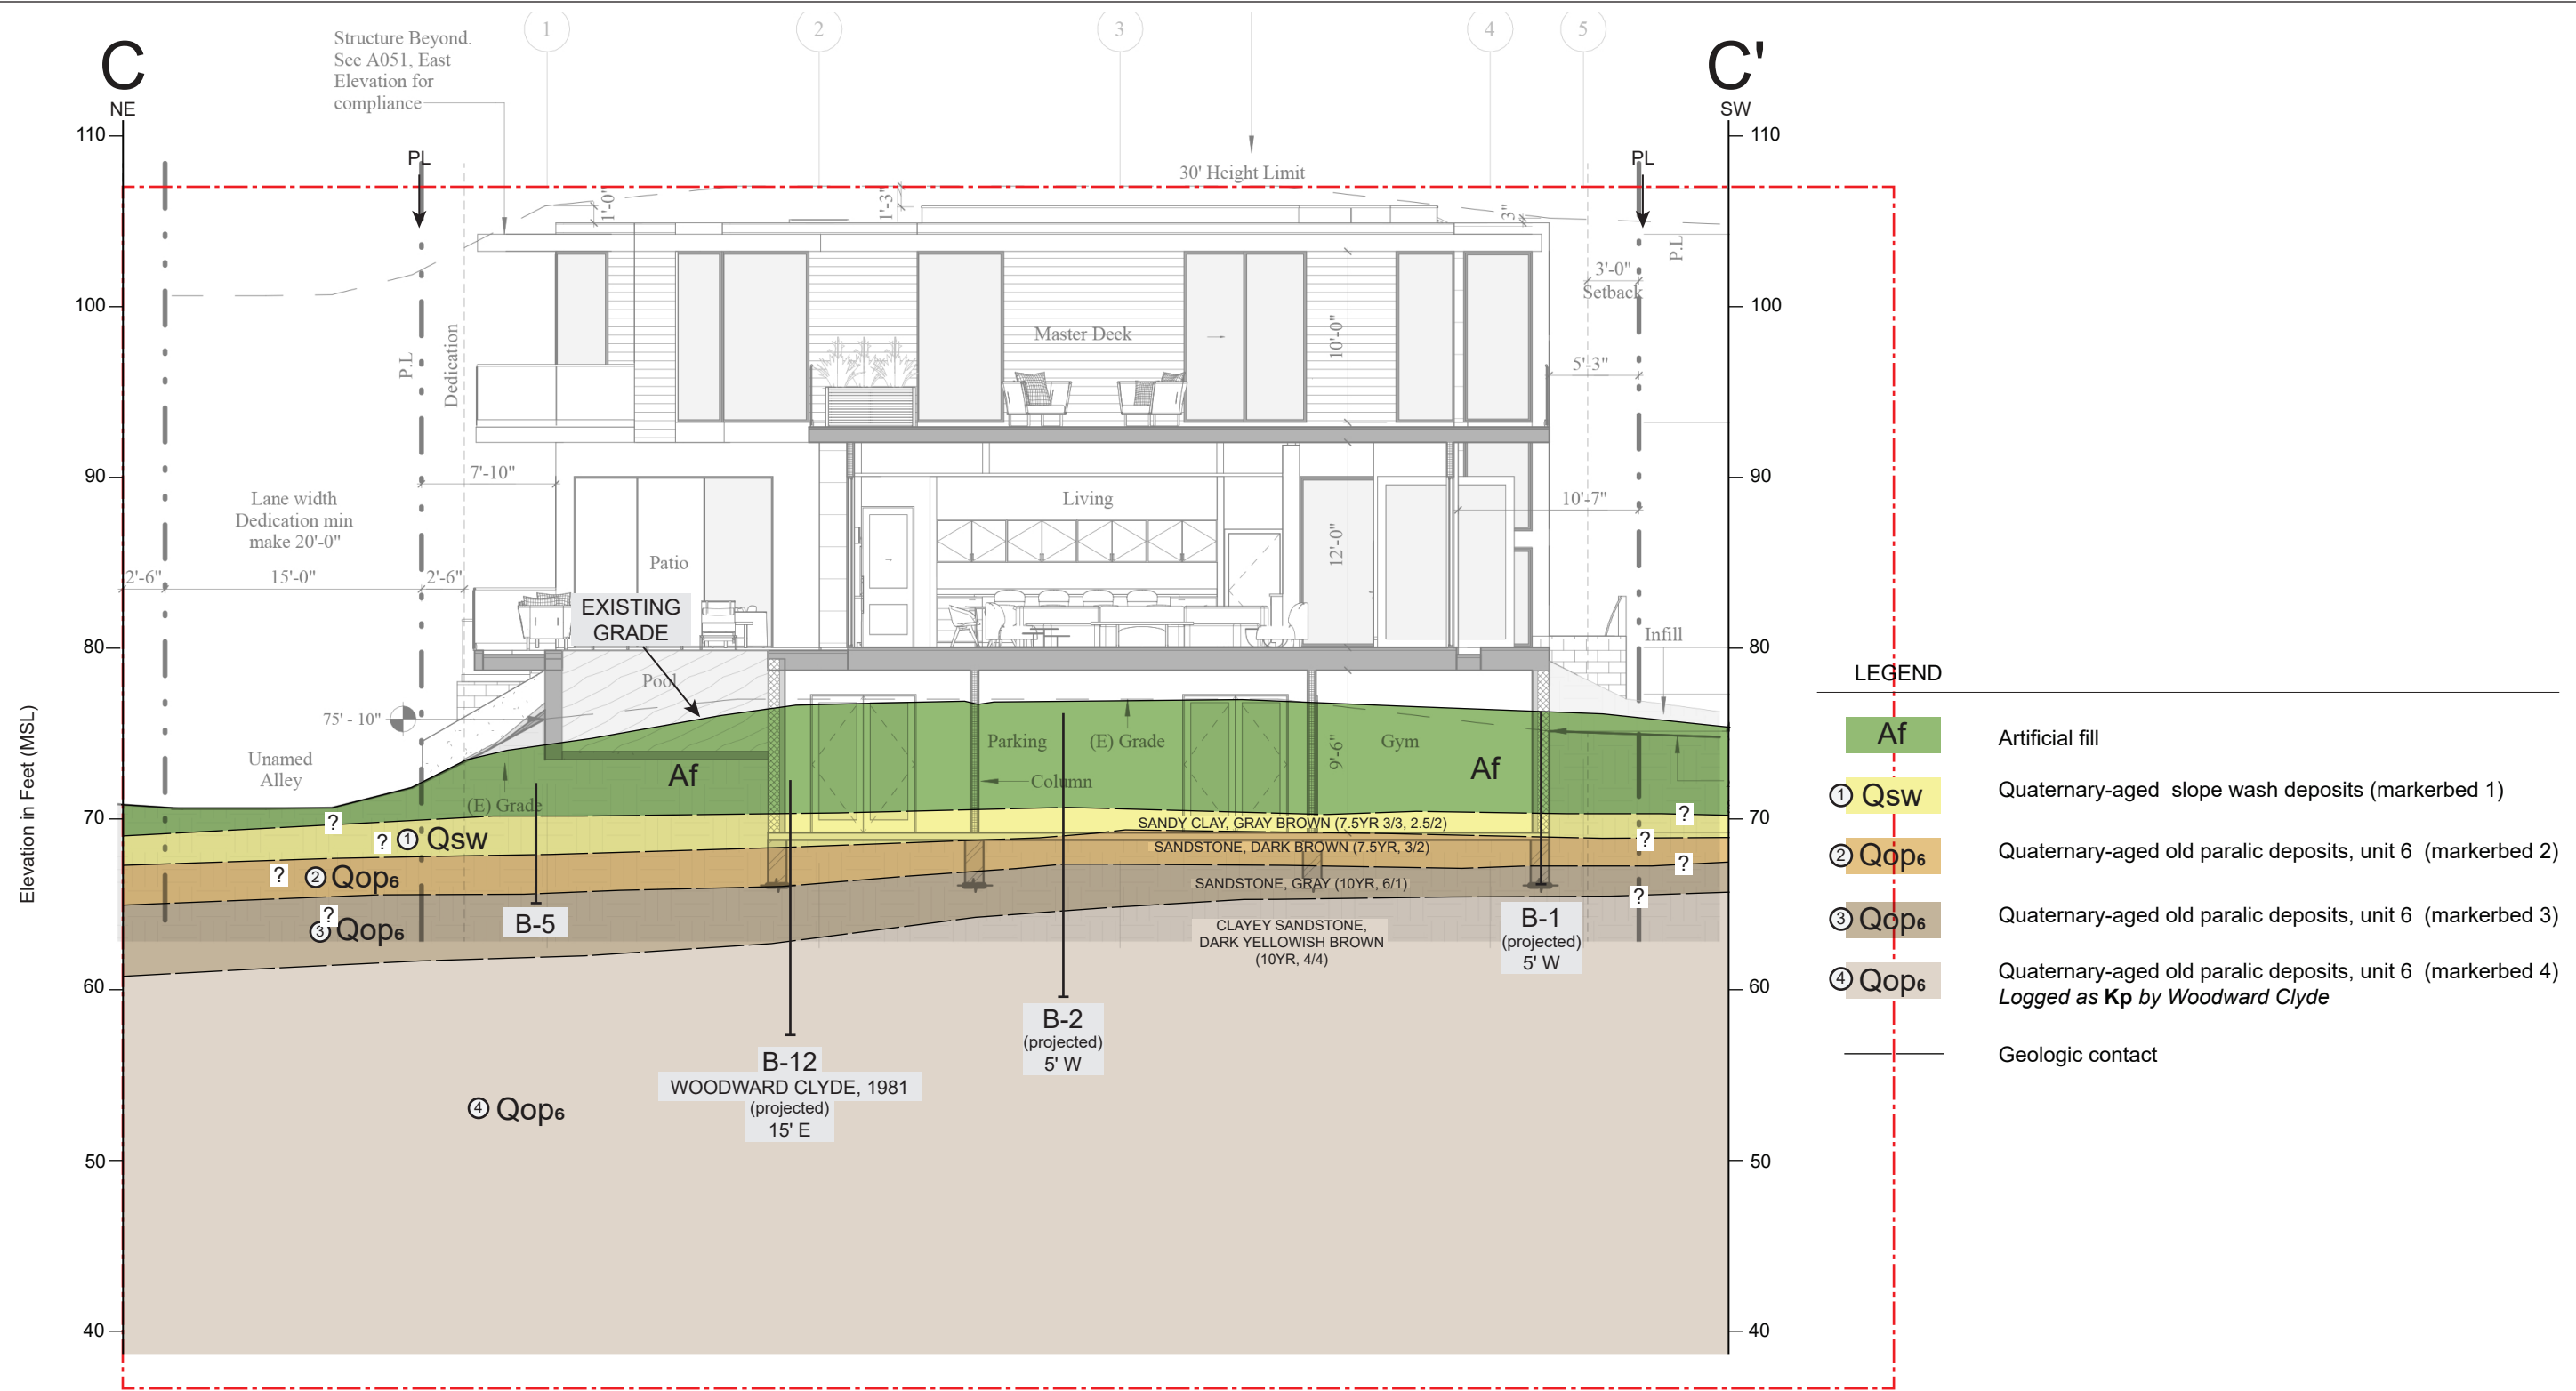 1
2
3
4
5
Structure Beyond.
See A051, East
Elevation for
compliance
C
NE
C'
SW
110
110
PL
PL
30' Height Limit
1'-0"
1'-3"
3"
P.L
3'-0"
Setback
100
100
Master Deck
10'-0"
P.L
Dedication
5'-3"
90
90
7'-10"
Lane width
Dedication min
make 20'-0"
Living
10'-7"
12'-0"
Patio
2'-6"
15'-0"
2'-6"
EXISTING
GRADE
80
80
Infill
Pool
75' - 10"
Elevation in Feet (MSL)
Unamed
Alley
Parking
(E) Grade
9'-6"
Gym
Af
Af
Column
(E) Grade
70
70
?
?
SANDY CLAY, GRAY BROWN (7.5YR 3/3, 2.5/2)
? ① Qsw
?
SANDSTONE, DARK BROWN (7.5YR, 3/2)
?
? ② Qop6
SANDSTONE, GRAY (10YR, 6/1)
?
?
③ Qop6
B-5
B-1
(projected)
5' W
CLAYEY SANDSTONE,
DARK YELLOWISH BROWN
(10YR, 4/4)
60
60
B-2
(projected)
5' W
B-12
WOODWARD CLYDE, 1981
(projected)
15' E
④ Qop6
50
50
40
40
LEGEND
Af Artificial fill
① Qsw Quaternary-aged slope wash deposits (markerbed 1)
② Qop6 Quaternary-aged old paralic deposits, unit 6 (markerbed 2)
③ Qop6 Quaternary-aged old paralic deposits, unit 6 (markerbed 3)
④ Qop6 Quaternary-aged old paralic deposits, unit 6 (markerbed 4)
Logged as Kp by Woodward Clyde
Geologic contact